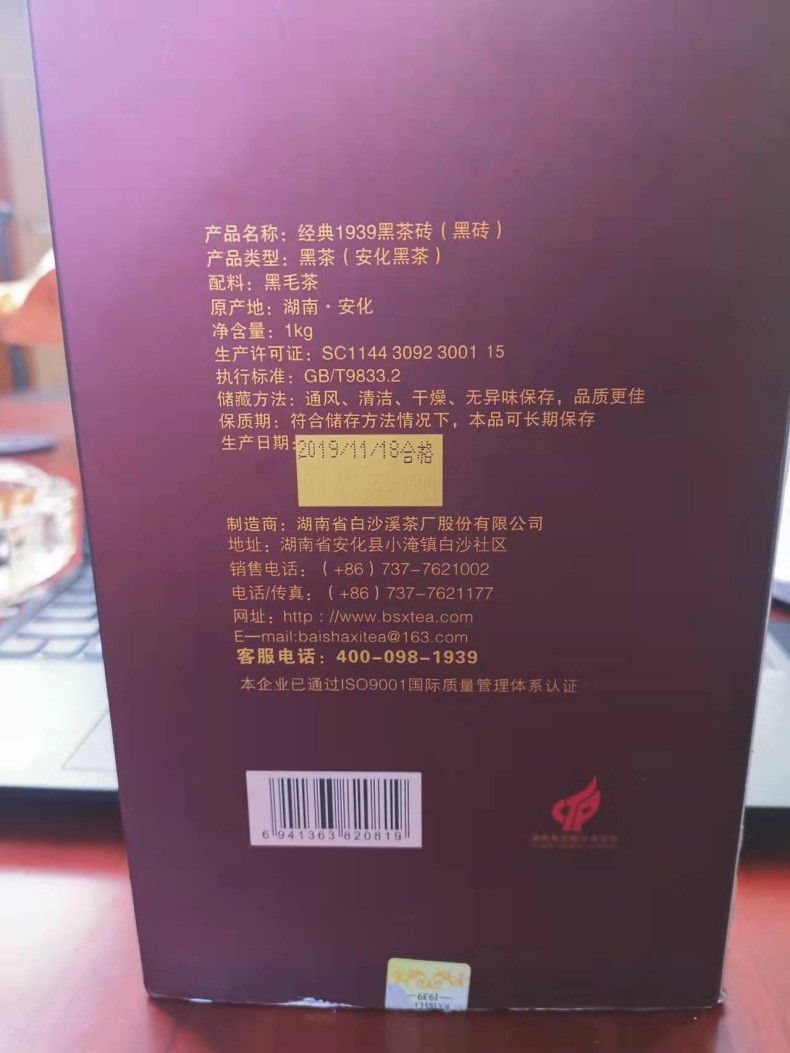 产品名称：经典1939黑茶砖（黑砖）
产品类型：黑茶（安化黑茶）
配料：黑毛茶
原产地：湖南·安化
净含量：1kg
生产许可证：SC1144 3092 3001 15
执行标准：GB/T9833.2
储藏方法：通风、清洁、干燥、无异味保存，品质更佳
保质期：符合储存方法情况下，本品可长期保存
生产日期:2019/11/18合格
制造商：湖南省白沙溪茶厂股份有限公司
地址：湖南省安化县小淹镇白沙社区
销售电话：（+86）737-7621002
电话/传真：（+86）737-7621177
网址：http：//www.bsxtea.com
E—mail:baishaxitea@163.com
客服电话：400-098-1939
本企业已通过ISO9001国际质量管理体系认证
6 941363 820819
—1939—